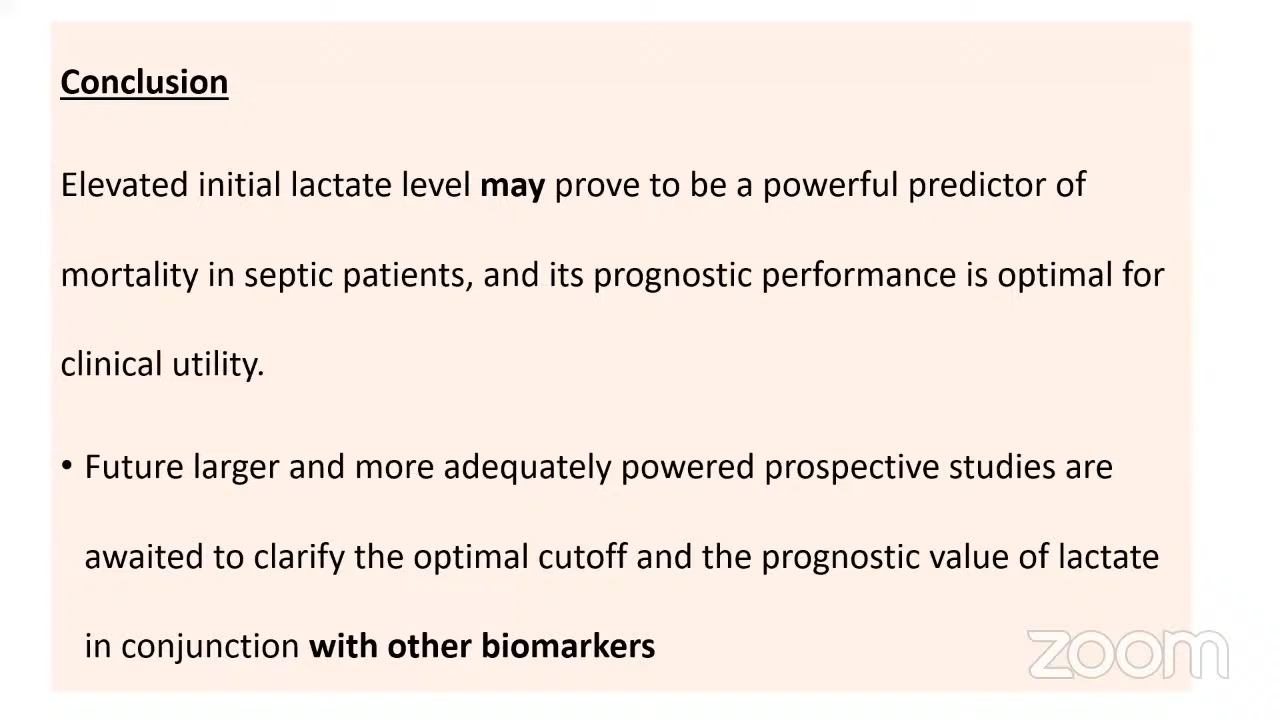 Conclusion
Elevated initial lactate level may prove to be a powerful predictor of
mortality in septic patients, and its prognostic performance is optimal for
clinical utility.
• Future larger and more adequately powered prospective studies are
awaited to clarify the optimal cutoff and the prognostic value of lactate
in conjunction with other biomarkers
zoom